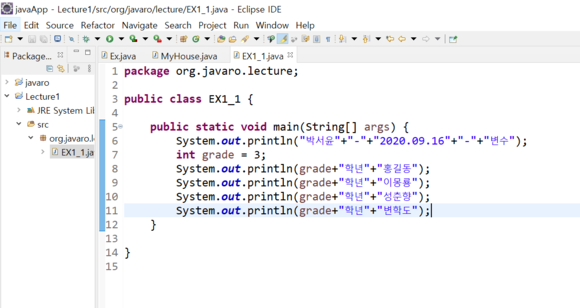 javaApp - Lecture1/src/org/javaro/lecture/EX1_1.java - Eclipse IDE
File Edit Source Refactor Navigate Search Project Run Window Help
Package...
Ex.java MyHouse.java EX1_1.java
javaro
Lecture1
JRE System Lib
src
org.javaro.l
EX1_1.ja
1 package org.javaro.lecture;
2
3 public class EX1_1 {
4
5 public static void main(String[] args) {
6 System.out.println("박서윤"+"-"+"2020.09.16"+"-"+"변수");
7 int grade = 3;
8 System.out.println(grade+"학년"+"홍길동");
9 System.out.println(grade+"학년"+"이몽룡");
10 System.out.println(grade+"학년"+"성춘향");
11 System.out.println(grade+"학년"+"변학도");
12 }
13
14 }
15